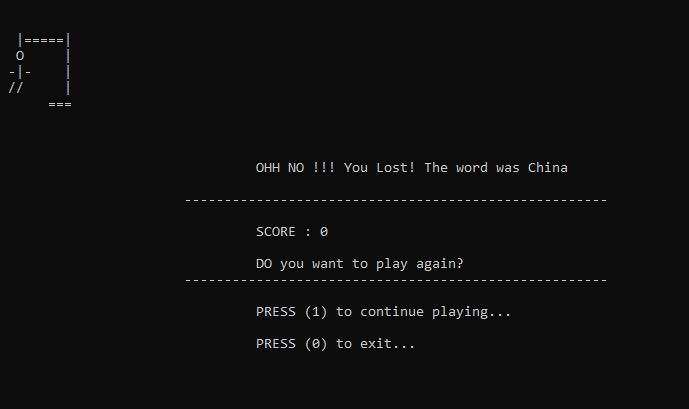 |=====|
O     |
-|-    |
//     |
===
OHH NO !!! You Lost! The word was China
-----------------------------------------------------
SCORE : 0
DO you want to play again?
-----------------------------------------------------
PRESS (1) to continue playing...
PRESS (0) to exit...